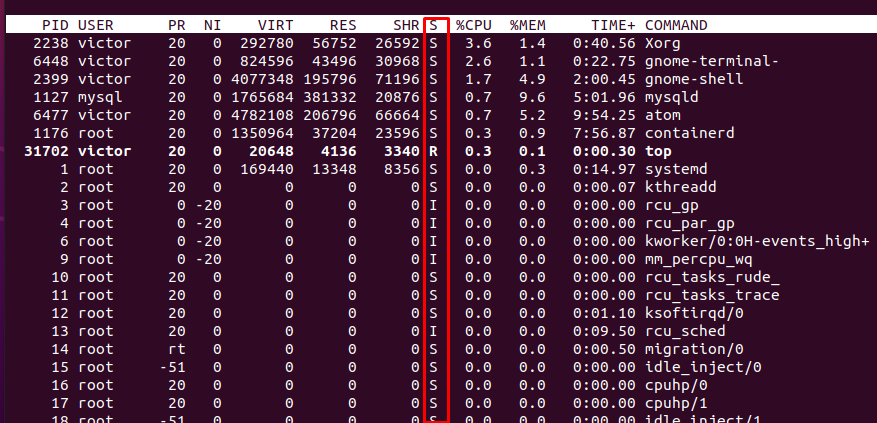 PID USER PR NI VIRT RES SHR S %CPU %MEM TIME+ COMMAND
2238 victor 20 0 292780 56752 26592 S 3.6 1.4 0:40.56 Xorg
6448 victor 20 0 824596 43496 30968 S 2.6 1.1 0:22.75 gnome-terminal-
2399 victor 20 0 4077348 195796 71196 S 1.7 4.9 2:00.45 gnome-shell
1127 mysql 20 0 1765684 381332 20876 S 0.7 9.6 5:01.96 mysqld
6477 victor 20 0 4782108 206796 66664 S 0.7 5.2 9:54.25 atom
1176 root 20 0 1350964 37204 23596 S 0.3 0.9 7:56.87 containerd
31702 victor 20 0 20648 4136 3340 R 0.3 0.1 0:00.30 top
1 root 20 0 169440 13348 8356 S 0.0 0.3 0:14.97 systemd
2 root 20 0 0 0 0 S 0.0 0.0 0:00.07 kthreadd
3 root 0 -20 0 0 0 I 0.0 0.0 0:00.00 rcu_gp
4 root 0 -20 0 0 0 I 0.0 0.0 0:00.00 rcu_par_gp
6 root 0 -20 0 0 0 I 0.0 0.0 0:00.00 kworker/0:0H-events_high+
9 root 0 -20 0 0 0 I 0.0 0.0 0:00.00 mm_percpu_wq
10 root 20 0 0 0 0 S 0.0 0.0 0:00.00 rcu_tasks_rude_
11 root 20 0 0 0 0 S 0.0 0.0 0:00.00 rcu_tasks_trace
12 root 20 0 0 0 0 S 0.0 0.0 0:01.10 ksoftirqd/0
13 root 20 0 0 0 0 I 0.0 0.0 0:09.50 rcu_sched
14 root rt 0 0 0 0 S 0.0 0.0 0:00.50 migration/0
15 root -51 0 0 0 0 S 0.0 0.0 0:00.00 idle_inject/0
16 root 20 0 0 0 0 S 0.0 0.0 0:00.00 cpuhp/0
17 root 20 0 0 0 0 S 0.0 0.0 0:00.00 cpuhp/1
18 root -51 0 0 0 0 S 0.0 0.0 0:00.00 idle_inject/1